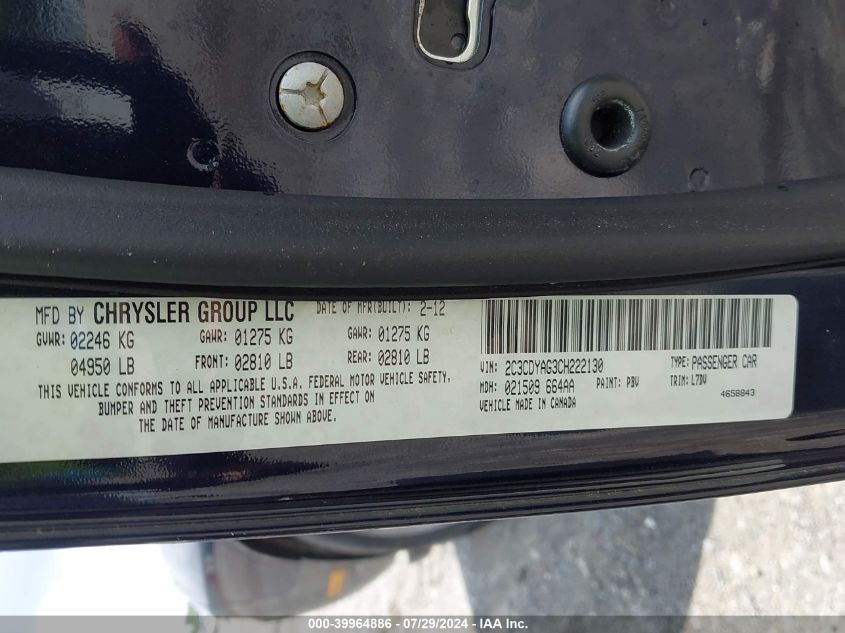 MFD BY CHRYSLER GROUP LLC DATE OF MFR(BUILT): 2-12
GVWR: 02246 KG GAWR: 01275 KG GAWR: 01275 KG
04950 LB FRONT: 02810 LB REAR: 02810 LB
THIS VEHICLE CONFORMS TO ALL APPLICABLE U.S.A. FEDERAL MOTOR VEHICLE SAFETY,
BUMPER AND THEFT PREVENTION STANDARDS IN EFFECT ON
THE DATE OF MANUFACTURE SHOWN ABOVE.
VIN: 2C3CDYAG3CH222130 TYPE: PASSENGER CAR
MDH: 021509 664AA PAINT: PBV TRIM: L7DV
VEHICLE MADE IN CANADA 4658843
000-39964886 - 07/29/2024 - IAA Inc.